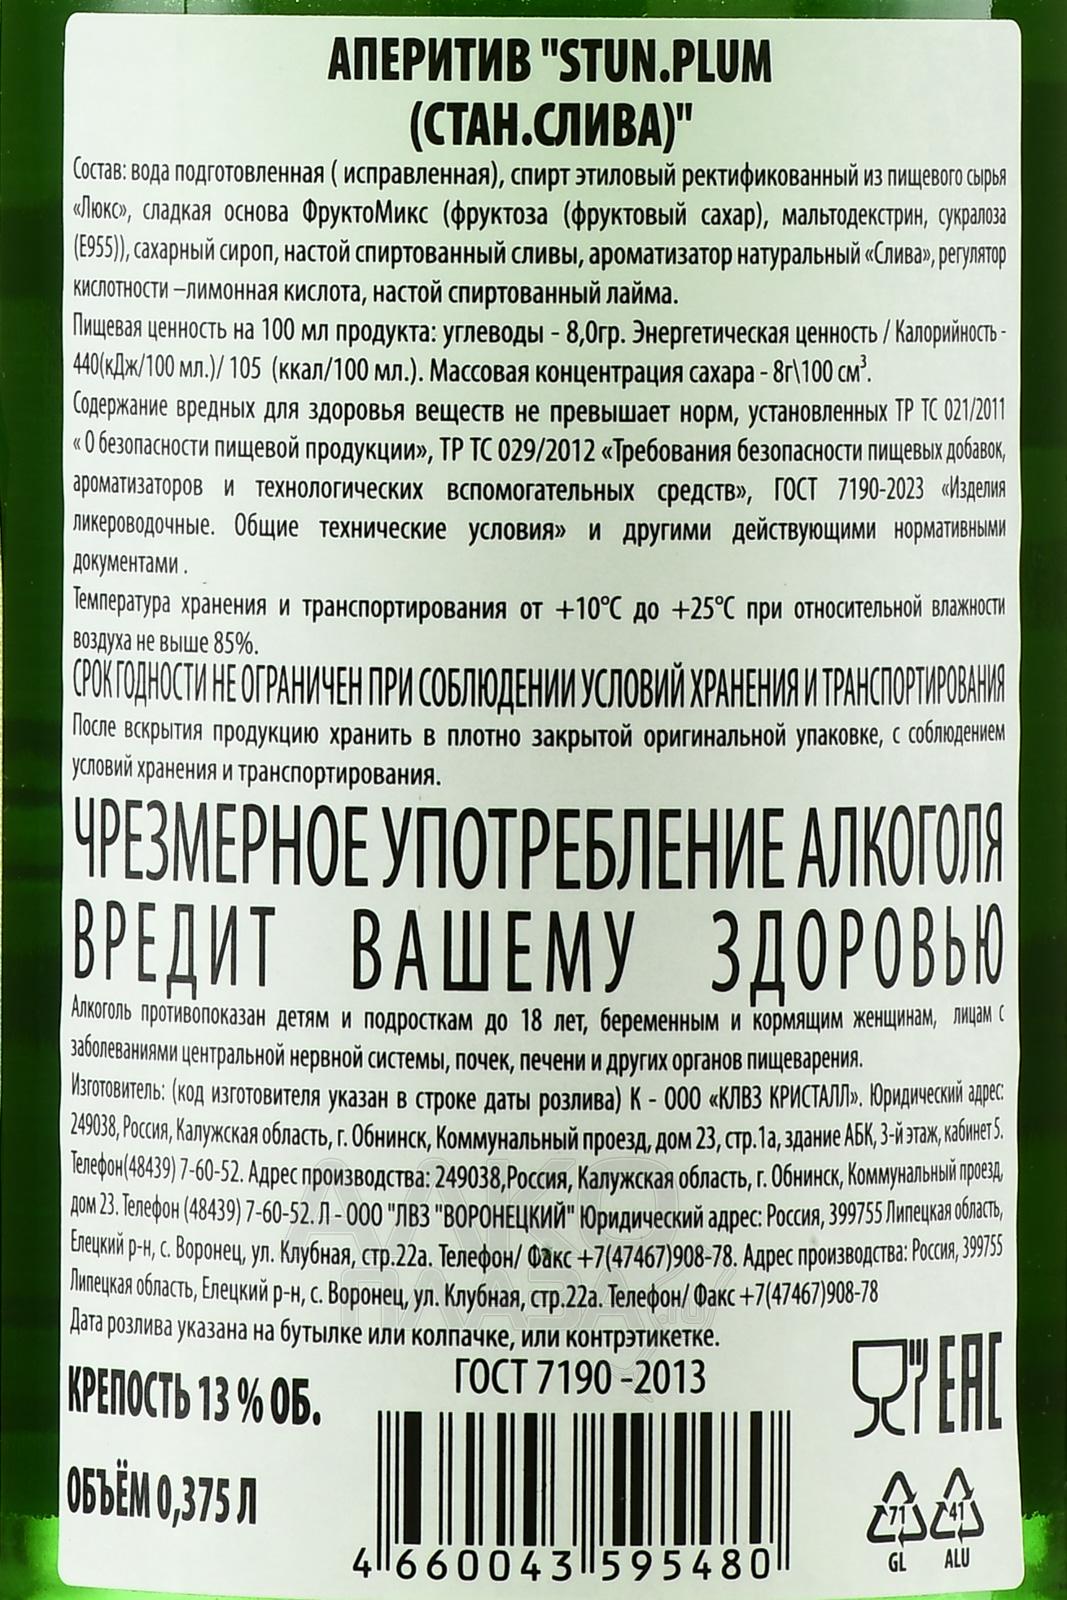 АПЕРИТИВ "STUN.PLUM
(СТАН.СЛИВА)"
Состав: вода подготовленная ( исправленная), спирт этиловый ректификованный из пищевого сырья
«Люкс», сладкая основа ФруктоМикс (фруктоза (фруктовый сахар), мальтодекстрин, сукралоза
(Е955)), сахарный сироп, настой спиртованный сливы, ароматизатор натуральный «Слива», регулятор
кислотности –лимонная кислота, настой спиртованный лайма.
Пищевая ценность на 100 мл продукта: углеводы - 8,0гр. Энергетическая ценность / Калорийность -
440(кДж/100 мл.)/ 105 (ккал/100 мл.). Массовая концентрация сахара - 8г\100 см³.
Содержание вредных для здоровья веществ не превышает норм, установленных ТР ТС 021/2011
« О безопасности пищевой продукции», ТР ТС 029/2012 «Требования безопасности пищевых добавок,
ароматизаторов и технологических вспомогательных средств», ГОСТ 7190-2023 «Изделия
ликероводочные. Общие технические условия» и другими действующими нормативными
документами .
Температура хранения и транспортирования от +10°С до +25°С при относительной влажности
воздуха не выше 85%.
СРОК ГОДНОСТИ НЕ ОГРАНИЧЕН ПРИ СОБЛЮДЕНИИ УСЛОВИЙ ХРАНЕНИЯ И ТРАНСПОРТИРОВАНИЯ
После вскрытия продукцию хранить в плотно закрытой оригинальной упаковке, с соблюдением
условий хранения и транспортирования.
ЧРЕЗМЕРНОЕ УПОТРЕБЛЕНИЕ АЛКОГОЛЯ
ВРЕДИТ ВАШЕМУ ЗДОРОВЬЮ
Алкоголь противопоказан детям и подросткам до 18 лет, беременным и кормящим женщинам, лицам с
заболеваниями центральной нервной системы, почек, печени и других органов пищеварения.
Изготовитель: (код изготовителя указан в строке даты розлива) К - ООО «КЛВЗ КРИСТАЛЛ». Юридический адрес:
249038, Россия, Калужская область, г. Обнинск, Коммунальный проезд, дом 23, стр.1а, здание АБК, 3-й этаж, кабинет 5.
Телефон(48439) 7-60-52. Адрес производства: 249038,Россия, Калужская область, г. Обнинск, Коммунальный проезд,
дом 23. Телефон (48439) 7-60-52. Л - ООО "ЛВЗ "ВОРОНЕЦКИЙ" Юридический адрес: Россия, 399755 Липецкая область,
Елецкий р-н, с. Воронец, ул. Клубная, стр.22а. Телефон/ Факс +7(47467)908-78. Адрес производства: Россия, 399755
Липецкая область, Елецкий р-н, с. Воронец, ул. Клубная, стр.22а. Телефон/ Факс +7(47467)908-78
Дата розлива указана на бутылке или колпачке, или контрэтикетке.
ГОСТ 7190 -2013
КРЕПОСТЬ 13 % ОБ.
EAC
ОБЪЁМ 0,375 Л
71 41
GL ALU
4 660043 595480
АЛКО
ПЛАЗА.ru